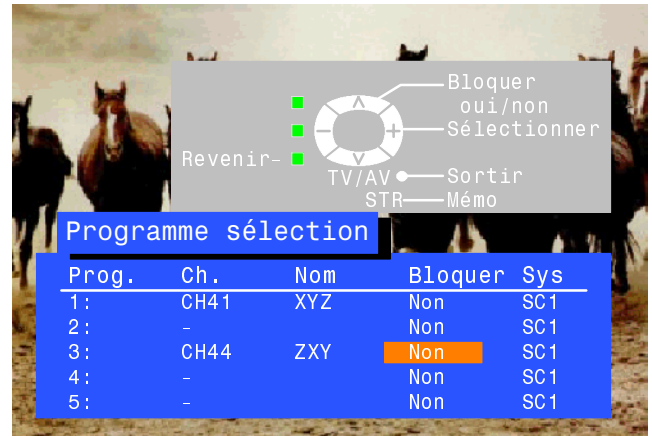 Bloquer
oui/non
Sélectionner
Revenir-
TV/AV Sortir
STR Mémo
Programme sélection
Prog. Ch. Nom Bloquer Sys
1: CH41 XYZ Non SC1
2: - Non SC1
3: CH44 ZXY Non SC1
4: - Non SC1
5: - Non SC1